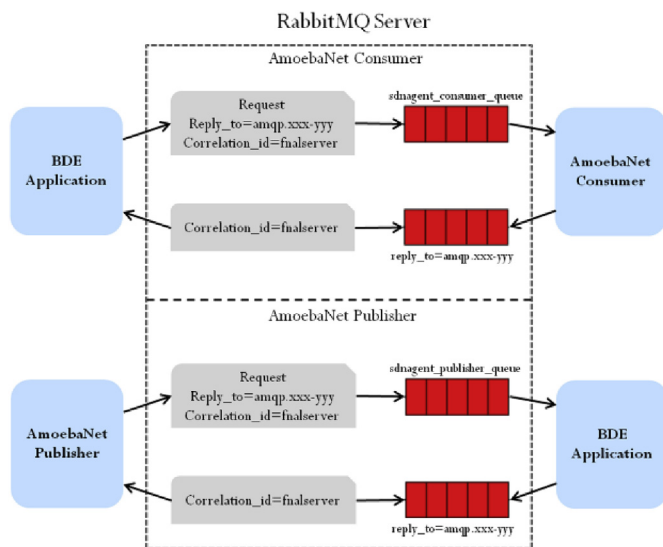 RabbitMQ Server
AmoebaNet Consumer
Request
Reply_to=amqp.xxx-yyy
Correlation_id=fnalserver
sdnagent_consumer_queue
BDE
Application
AmoebaNet
Consumer
Correlation_id=fnalserver
reply_to=amqp.xxx-yyy
AmoebaNet Publisher
Request
Reply_to=amqp.xxx-yyy
Correlation_id=fnalserver
sdnagent_publisher_queue
AmoebaNet
Publisher
BDE
Application
Correlation_id=fnalserver
reply_to=amqp.xxx-yyy